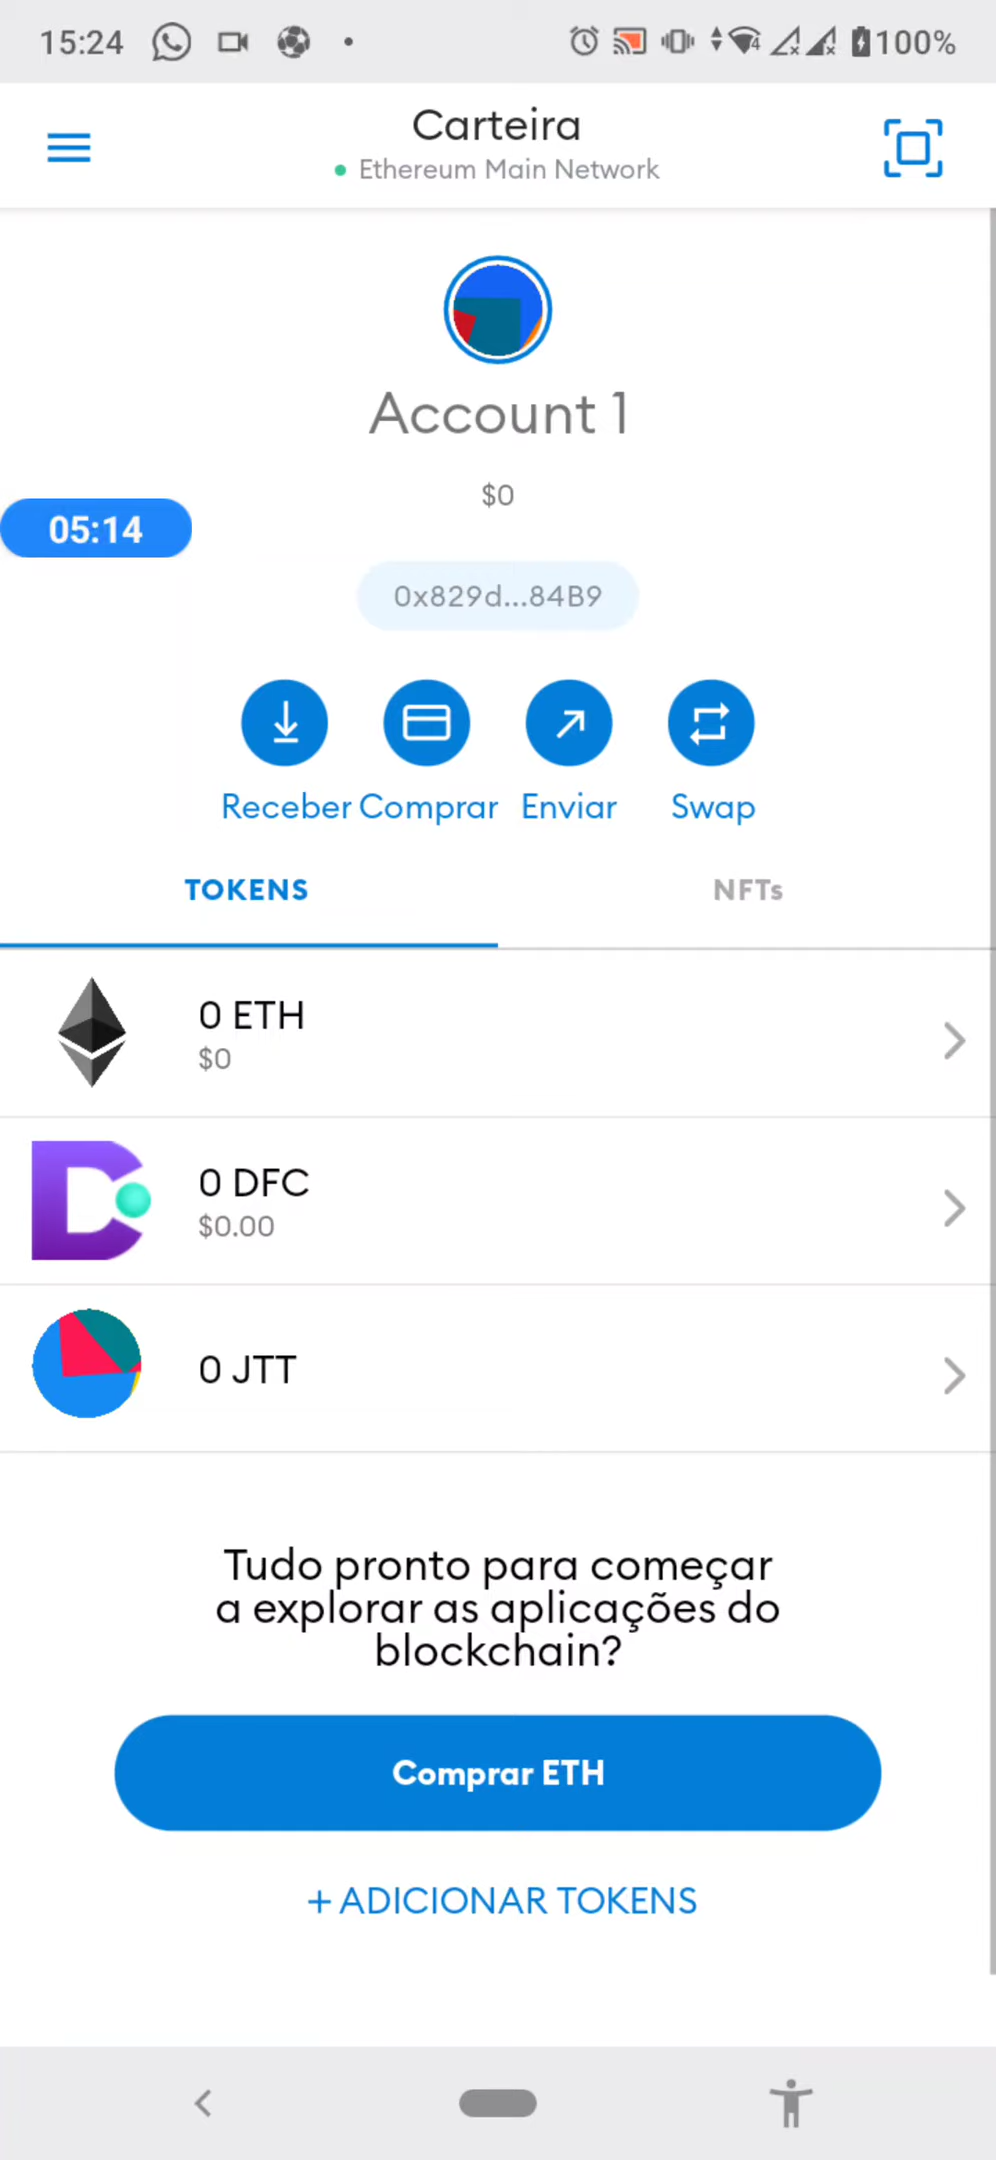 15:24
100%
Carteira
Ethereum Main Network
Account 1
$0
05:14
0x829d...84B9
Receber Comprar Enviar Swap
TOKENS NFTs
0 ETH
$0
0 DFC
$0.00
0 JTT
Tudo pronto para começar
a explorar as aplicações do
blockchain?
Comprar ETH
+ ADICIONAR TOKENS